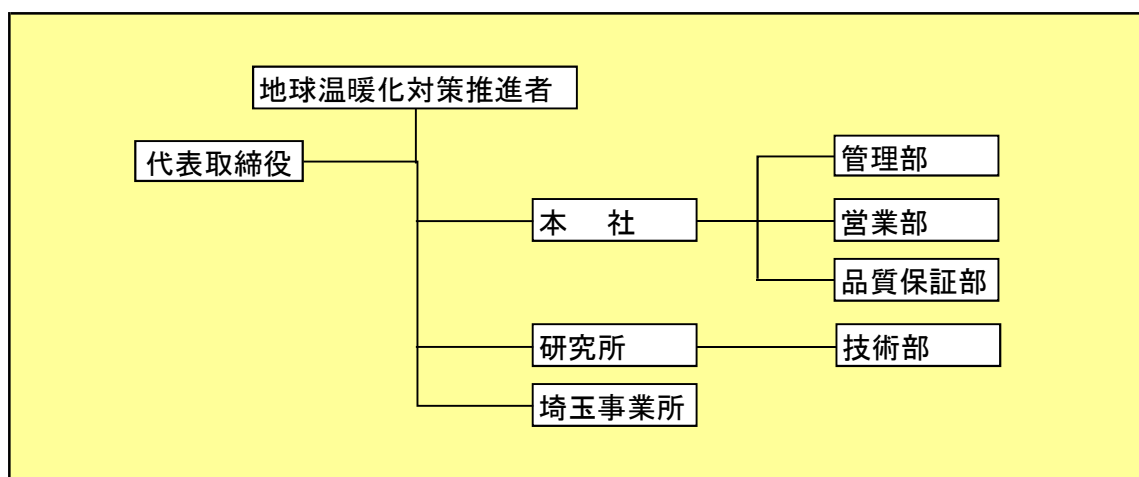 地球温暖化対策推進者
代表取締役
管理部
本 社
営業部
品質保証部
研究所
技術部
埼玉事業所